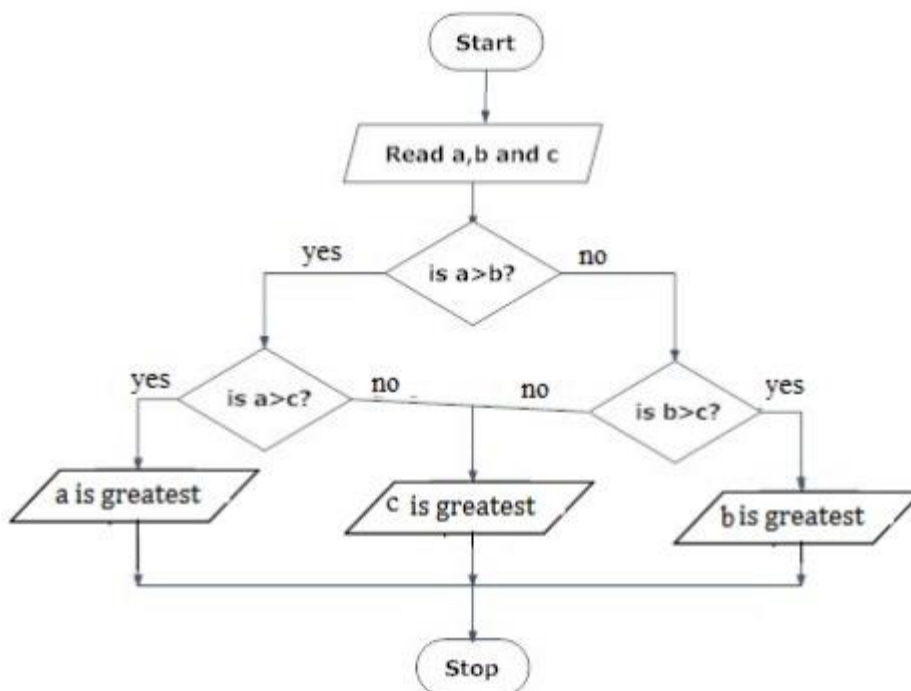 Start
Read a,b and c
yes
is a>b?
no
yes
is a>c?
no
no
is b>c?
yes
a is greatest
c is greatest
b is greatest
Stop